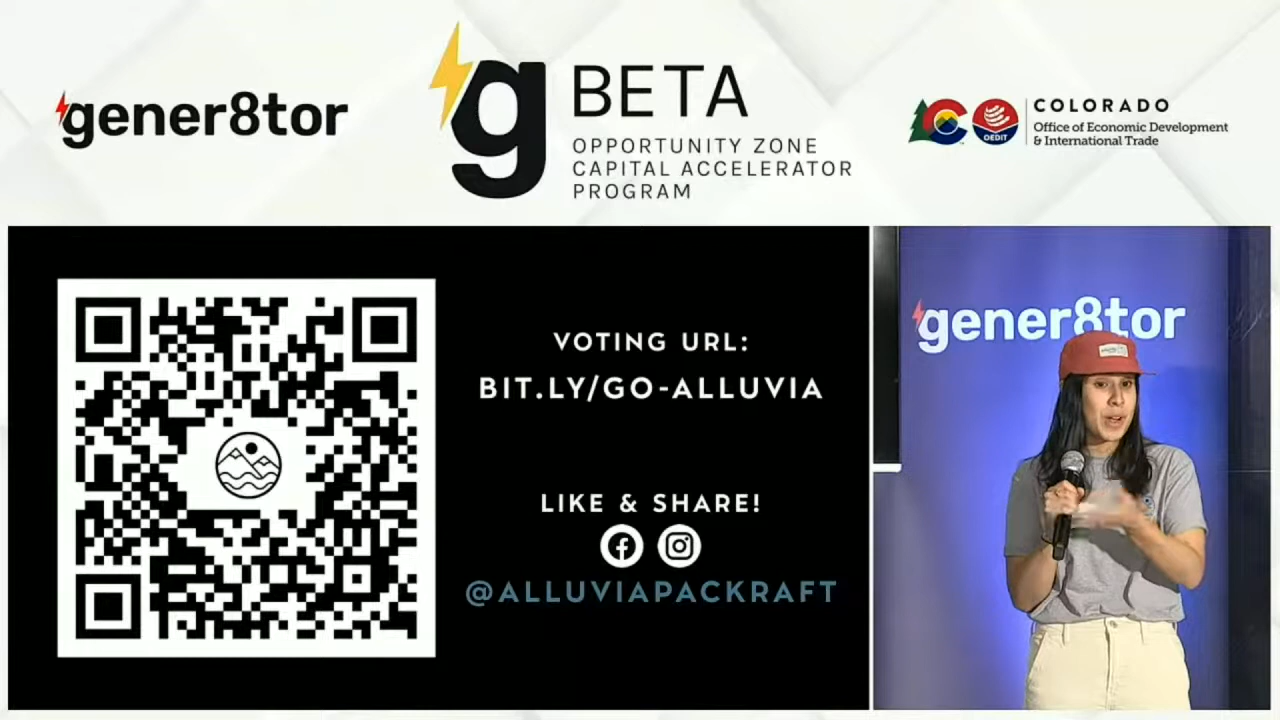 gener8tor
g BETA
OPPORTUNITY ZONE
CAPITAL ACCELERATOR
PROGRAM
COLORADO
Office of Economic Development
& International Trade
C
OEDIT
VOTING URL:
BIT.LY/GO-ALLUVIA
LIKE & SHARE!
@ALLUVIAPACKRAFT
gener8tor